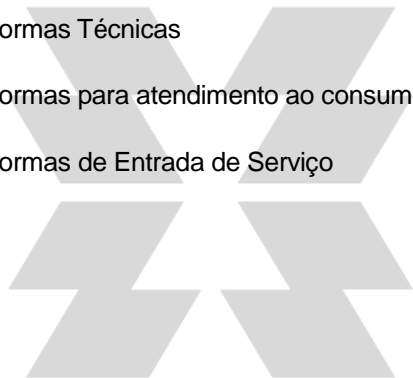 ormas Técnicas
ormas para atendimento ao consum
ormas de Entrada de Serviço